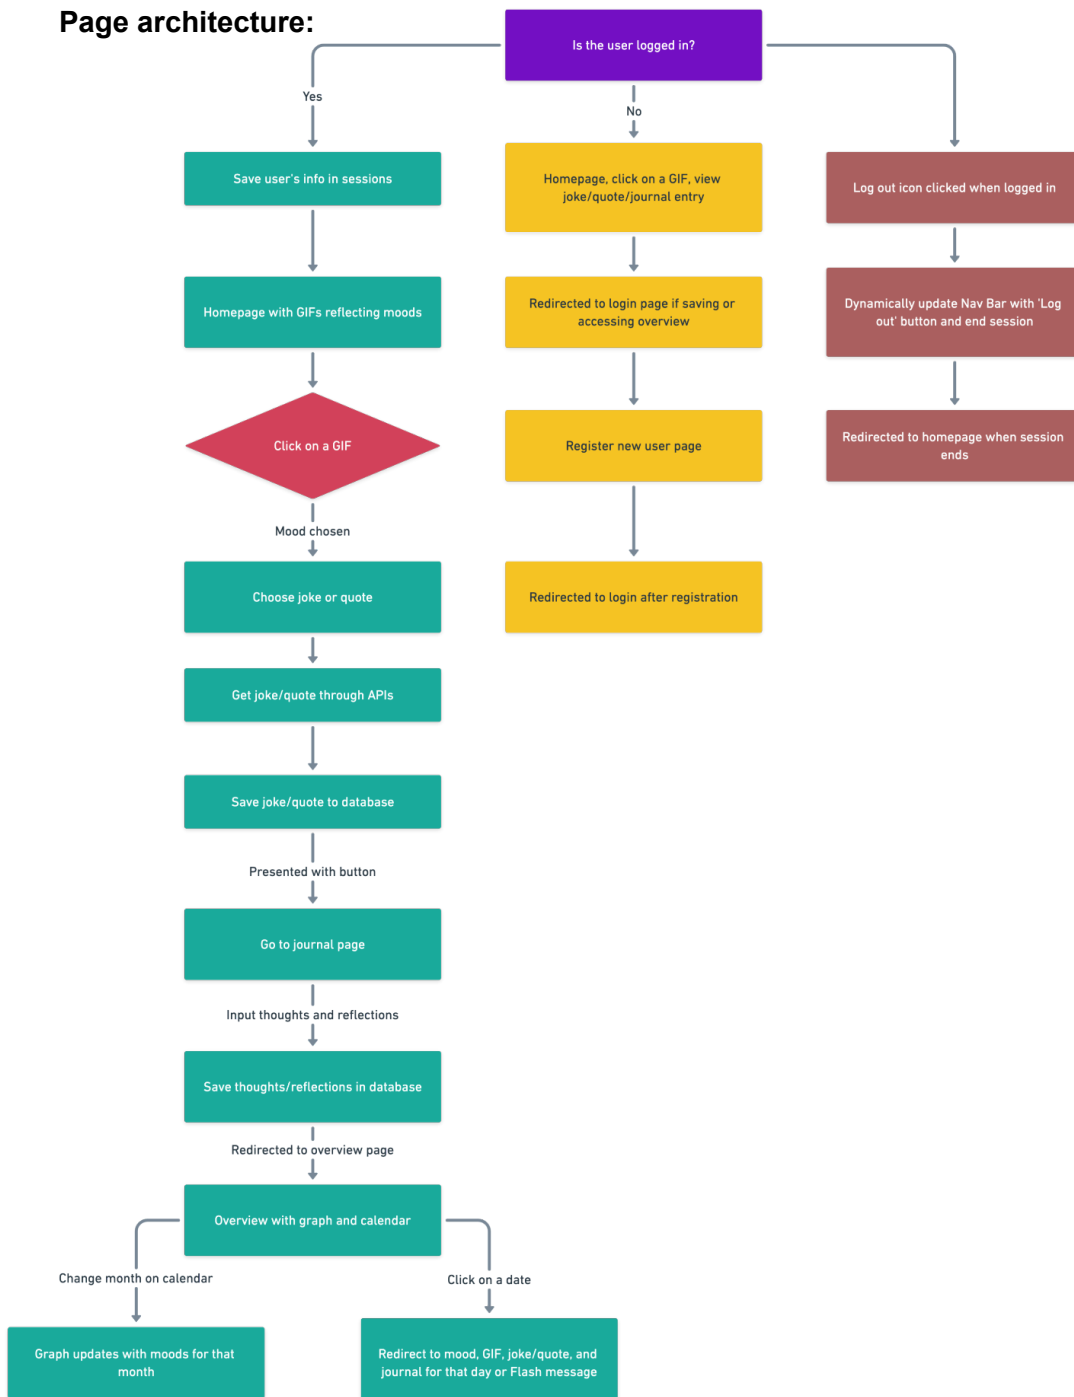 Page architecture:
Is the user logged in?
Yes
No
Save user's info in sessions
Homepage, click on a GIF, view
joke/quote/journal entry
Log out icon clicked when logged in
Homepage with GIFs reflecting moods
Redirected to login page if saving or
accessing overview
Dynamically update Nav Bar with 'Log
out' button and end session
Click on a GIF
Register new user page
Redirected to homepage when session
ends
Mood chosen
Choose joke or quote
Redirected to login after registration
Get joke/quote through APIs
Save joke/quote to database
Presented with button
Go to journal page
Input thoughts and reflections
Save thoughts/reflections in database
Redirected to overview page
Overview with graph and calendar
Change month on calendar
Click on a date
Graph updates with moods for that
month
Redirect to mood, GIF, joke/quote, and
journal for that day or Flash message